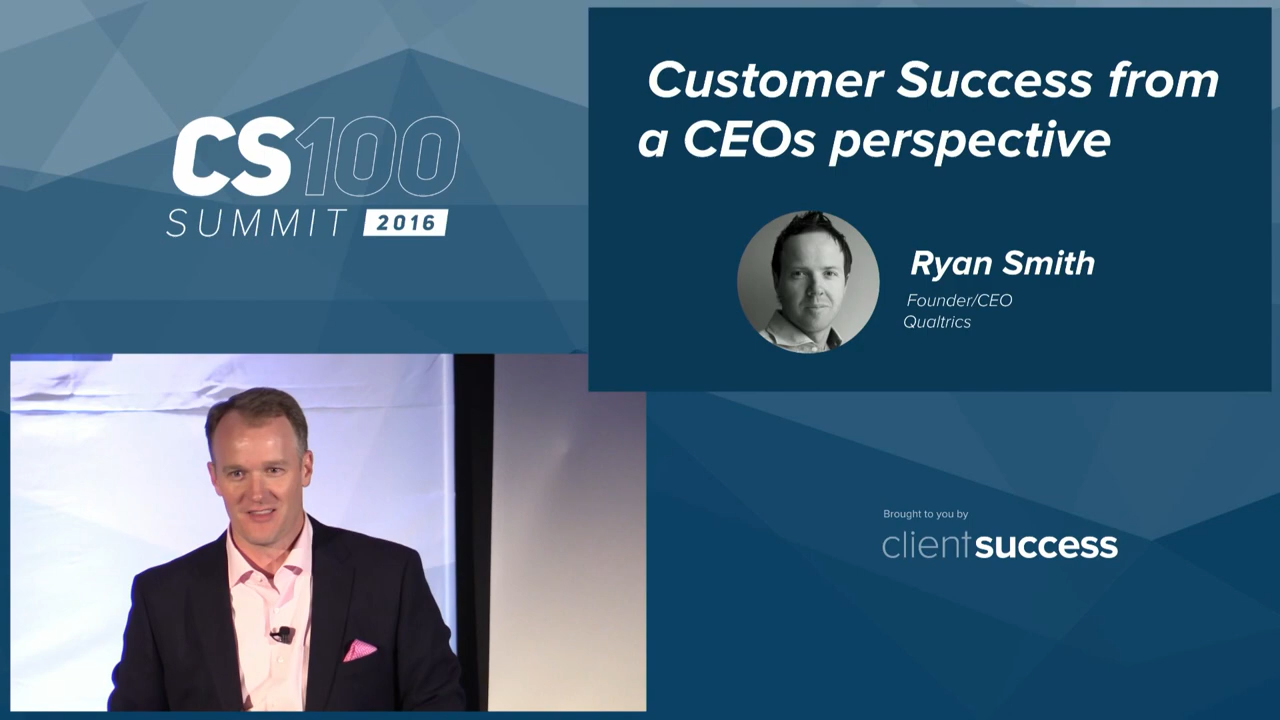 CS100
SUMMIT 2016
Customer Success from
a CEOs perspective
Ryan Smith
Founder/CEO
Qualtrics
Brought to you by
clientsuccess